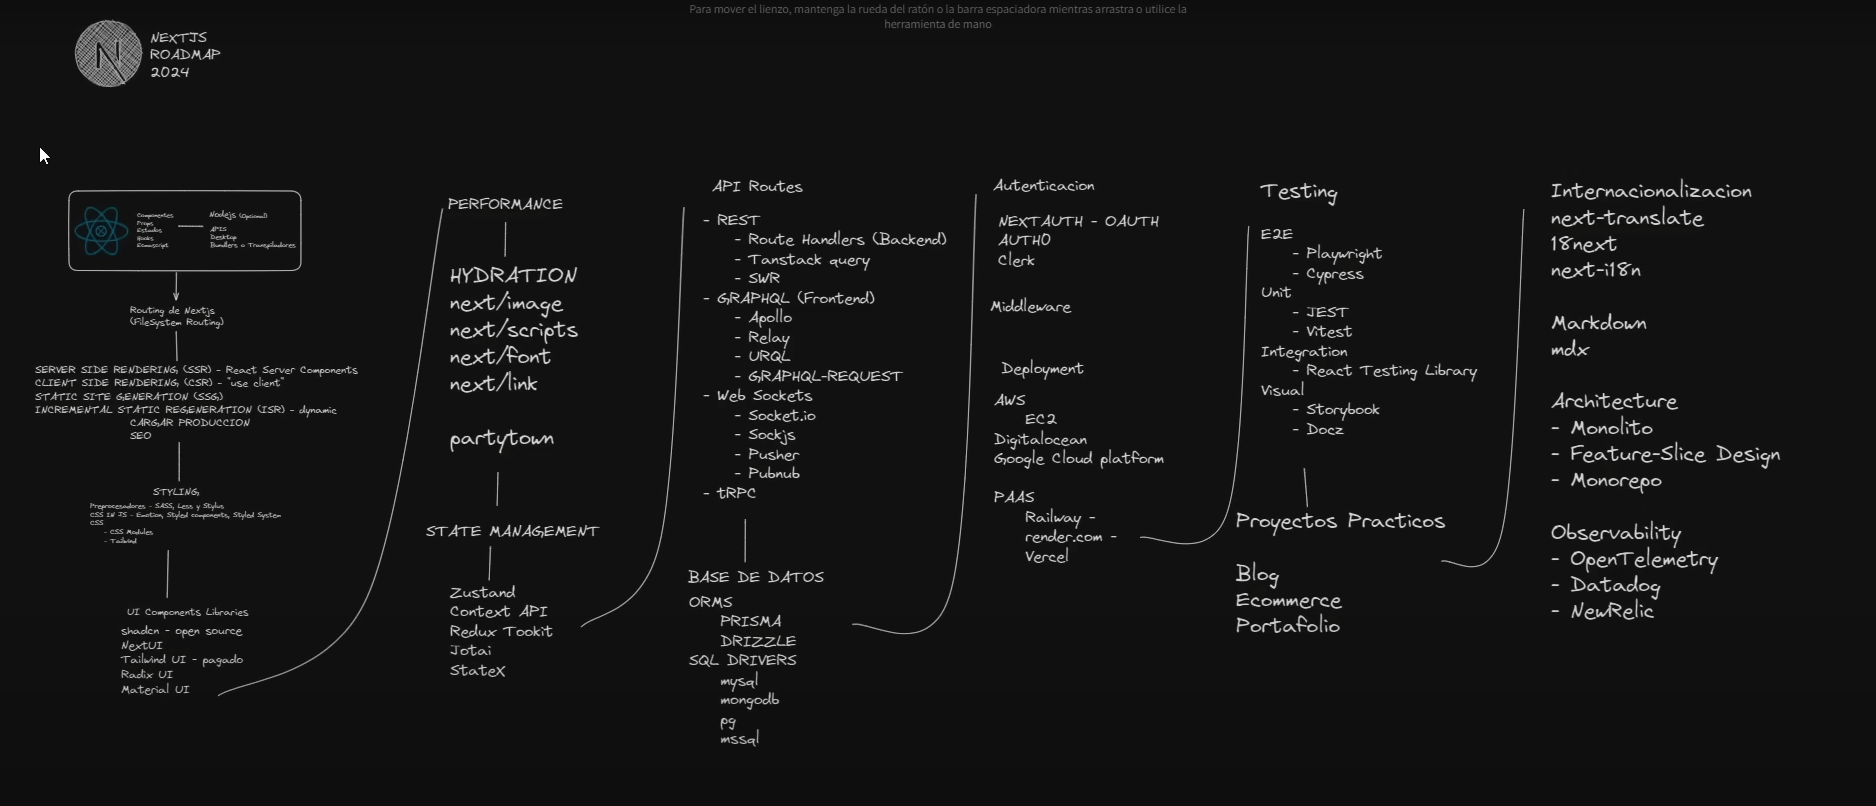 Para mover el lienzo, mantenga la rueda del ratón o la barra espaciadora mientras arrastra o utilice la
herramienta de mano
NEXTJS
ROADMAP
2024
Componentes
Props
Estados
Hooks
Ecmascript
Nodejs (Opcional)
APIS
Desktop
Bundlers o Transpiladores
Routing de Nextjs
(FileSystem Routing)
SERVER SIDE RENDERING (SSR) - React Server Components
CLIENT SIDE RENDERING (CSR) - "use client"
STATIC SITE GENERATION (SSG)
INCREMENTAL STATIC REGENERATION (ISR) - dynamic
CARGAR PRODUCCION
SEO
STYLING
Preprocesadores - SASS, Less y Stylus
CSS IN JS - Emotion, Styled components, Styled System
CSS
- CSS Modules
- Tailwind
UI Components Libraries
shadcn - open source
NextUI
Tailwind UI - pagado
Radix UI
Material UI
PERFORMANCE
HYDRATION
next/image
next/scripts
next/font
next/link
partytown
STATE MANAGEMENT
Zustand
Context API
Redux Tookit
Jotai
StateX
API Routes
- REST
- Route Handlers (Backend)
- Tanstack query
- SWR
- GRAPHQL (Frontend)
- Apollo
- Relay
- URQL
- GRAPHQL-REQUEST
- Web Sockets
- Socket.io
- Sockjs
- Pusher
- Pubnub
- tRPC
BASE DE DATOS
ORMS
PRISMA
DRIZZLE
SQL DRIVERS
mysql
mongodb
pg
mssql
Autenticacion
NEXTAUTH - OAUTH
AUTH0
Clerk
Middleware
Deployment
AWS
EC2
Digitalocean
Google Cloud platform
PAAS
Railway -
render.com -
Vercel
Testing
E2E
- Playwright
- Cypress
Unit
- JEST
- Vitest
Integration
- React Testing Library
Visual
- Storybook
- Docz
Proyectos Practicos
Blog
Ecommerce
Portafolio
Internacionalizacion
next-translate
18next
next-i18n
Markdown
mdx
Architecture
- Monolito
- Feature-Slice Design
- Monorepo
Observability
- OpenTelemetry
- Datadog
- NewRelic